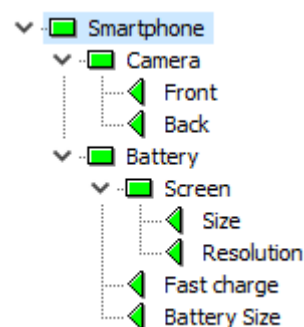 Smartphone
Camera
Front
Back
Battery
Screen
Size
Resolution
Fast charge
Battery Size